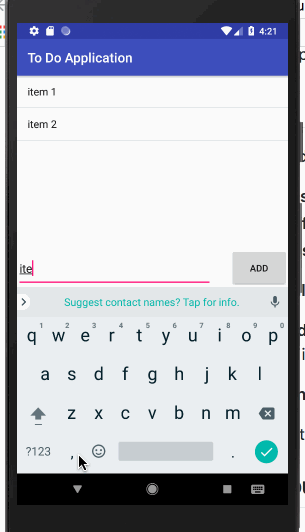 4:21
To Do Application
item 1
item 2
ite
ADD
Suggest contact names? Tap for info.
1 2 3 4 5 6 7 8 9 0
q w e r t y u i o p
a s d f g h j k l
z x c v b n m
?123 , .